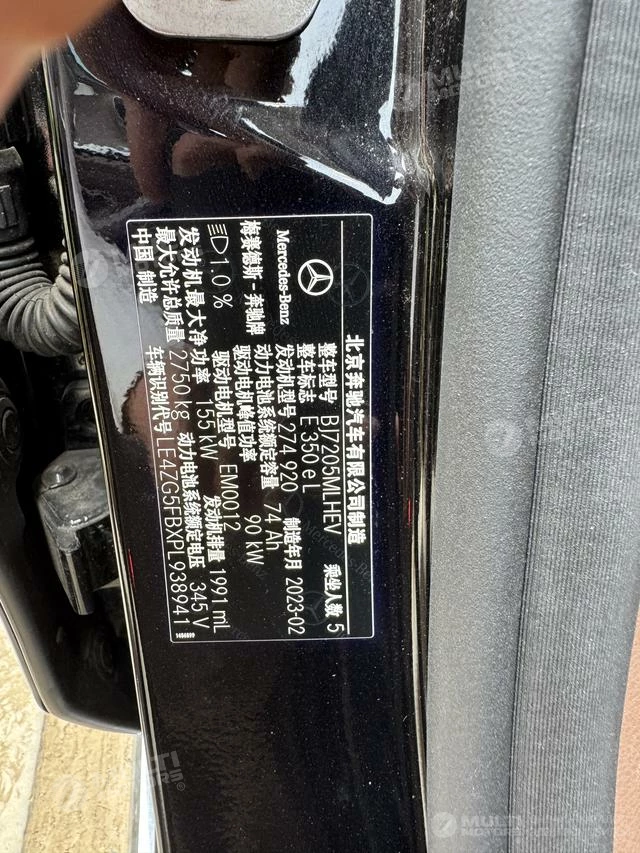 北京奔驰汽车有限公司制造
Mercedes-Benz
梅赛德斯-奔驰牌
整车型号 BJ7205MLHEV 乘坐人数 5
整车标志 E 350 e L
发动机型号 274 920 制造年月 2023-02
动力电池系统额定容量 74 Ah
驱动电机峰值功率 90 kW
1.0 % 驱动电机型号 EM0012
发动机最大净功率 155 kW 发动机排量 1991 mL
最大允许总质量 2750 kg 动力电池系统额定电压 345 V
中国 制造 车辆识别代号 LE4ZG5FBXPL938941
MULTI
MOTORS